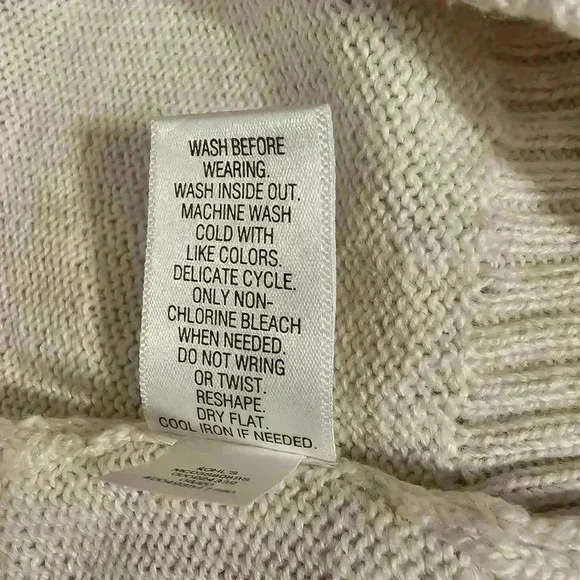 WASH BEFORE
WEARING.
WASH INSIDE OUT.
MACHINE WASH
COLD WITH
LIKE COLORS.
DELICATE CYCLE.
ONLY NON-
CHLORINE BLEACH
WHEN NEEDED.
DO NOT WRING
OR TWIST.
RESHAPE.
DRY FLAT.
COOL IRON IF NEEDED.
KOHL'S